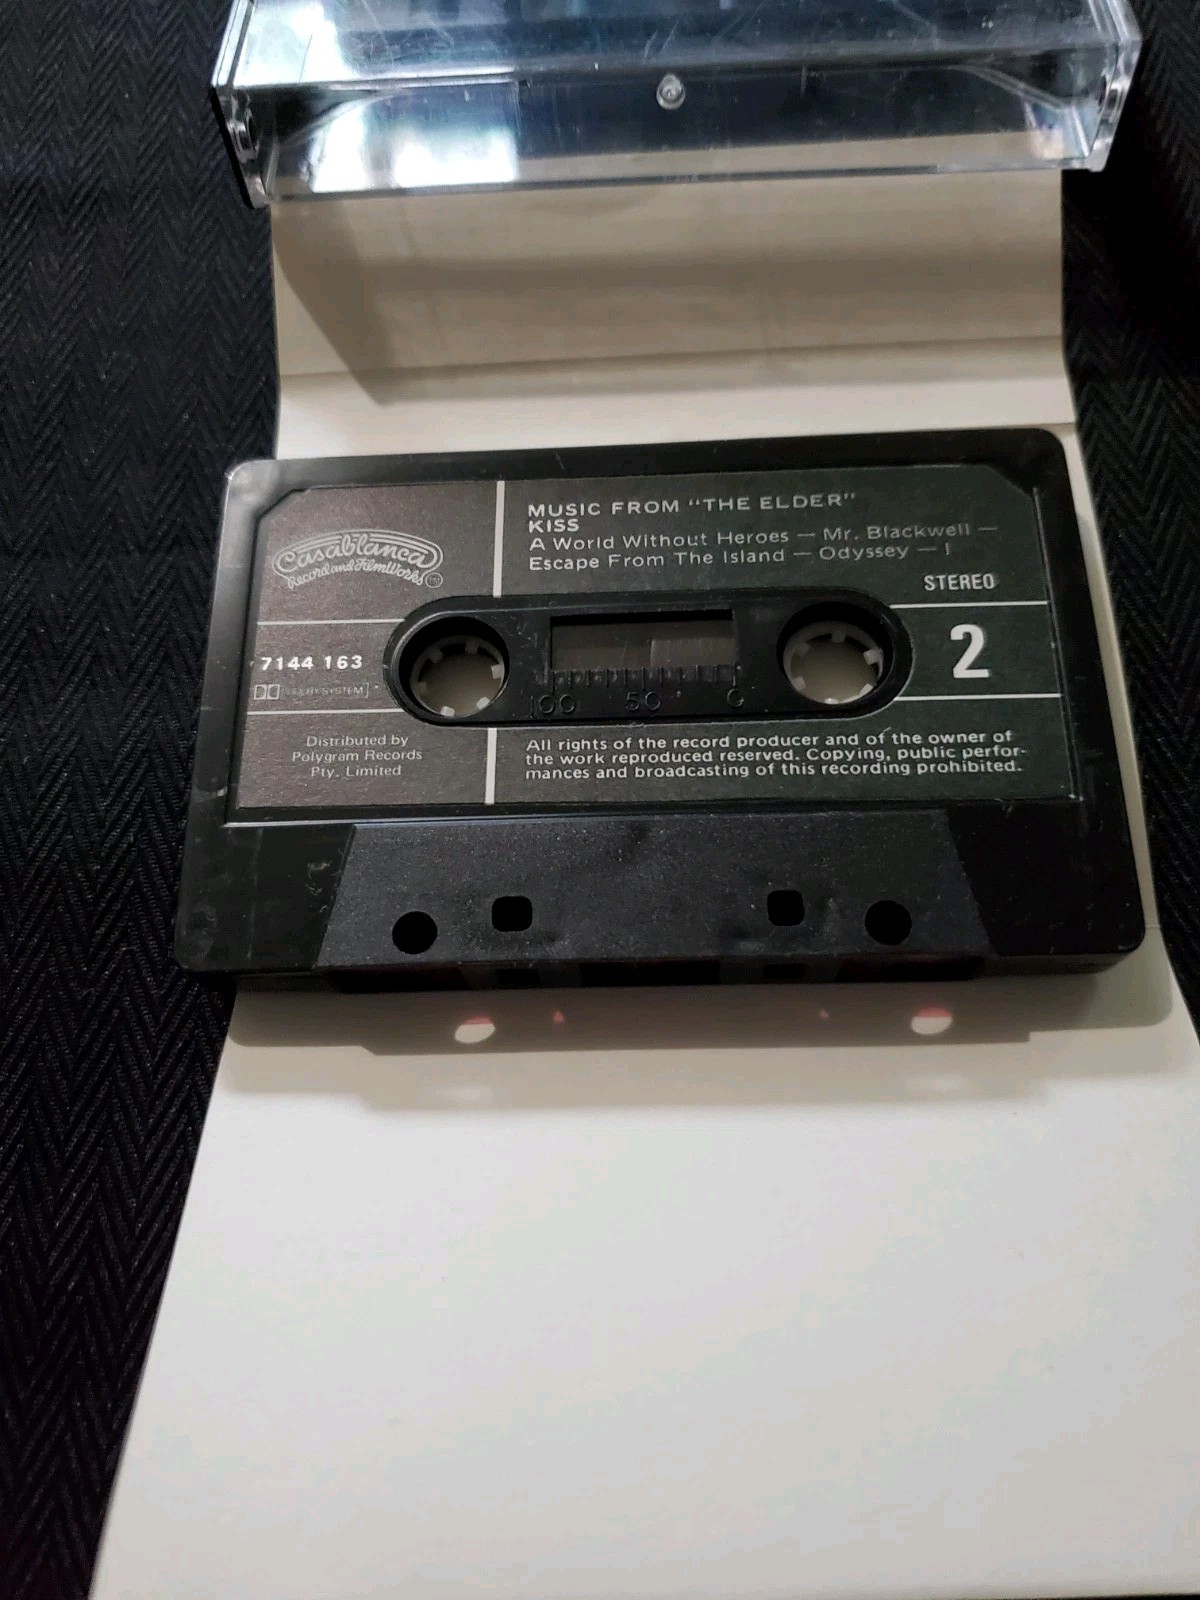 MUSIC FROM "THE ELDER"
KISS
A World Without Heroes — Mr. Blackwell —
Escape From The Island — Odyssey — I
Casablanca
Record and FilmWorks
TM
STEREO
7144 163
2
DOLBY SYSTEM
100 50 0
Distributed by
Polygram Records
Pty. Limited
All rights of the record producer and of the owner of
the work reproduced reserved. Copying, public perfor-
mances and broadcasting of this recording prohibited.